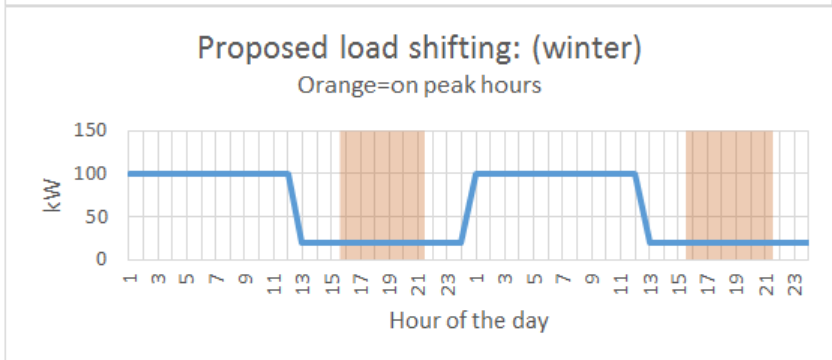 Proposed load shifting: (winter)
Orange=on peak hours
150
100
50
0
kW
1 3 5 7 9 11 13 15 17 19 21 23 1 3 5 7 9 11 13 15 17 19 21 23
Hour of the day